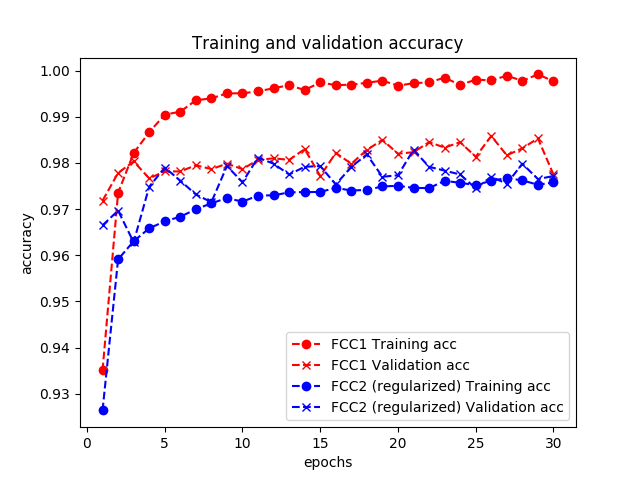 Training and validation accuracy
1.00
0.99
0.98
0.97
0.96
0.95
0.94
0.93
accuracy
FCC1 Training acc
FCC1 Validation acc
FCC2 (regularized) Training acc
FCC2 (regularized) Validation acc
0 5 10 15 20 25 30
epochs